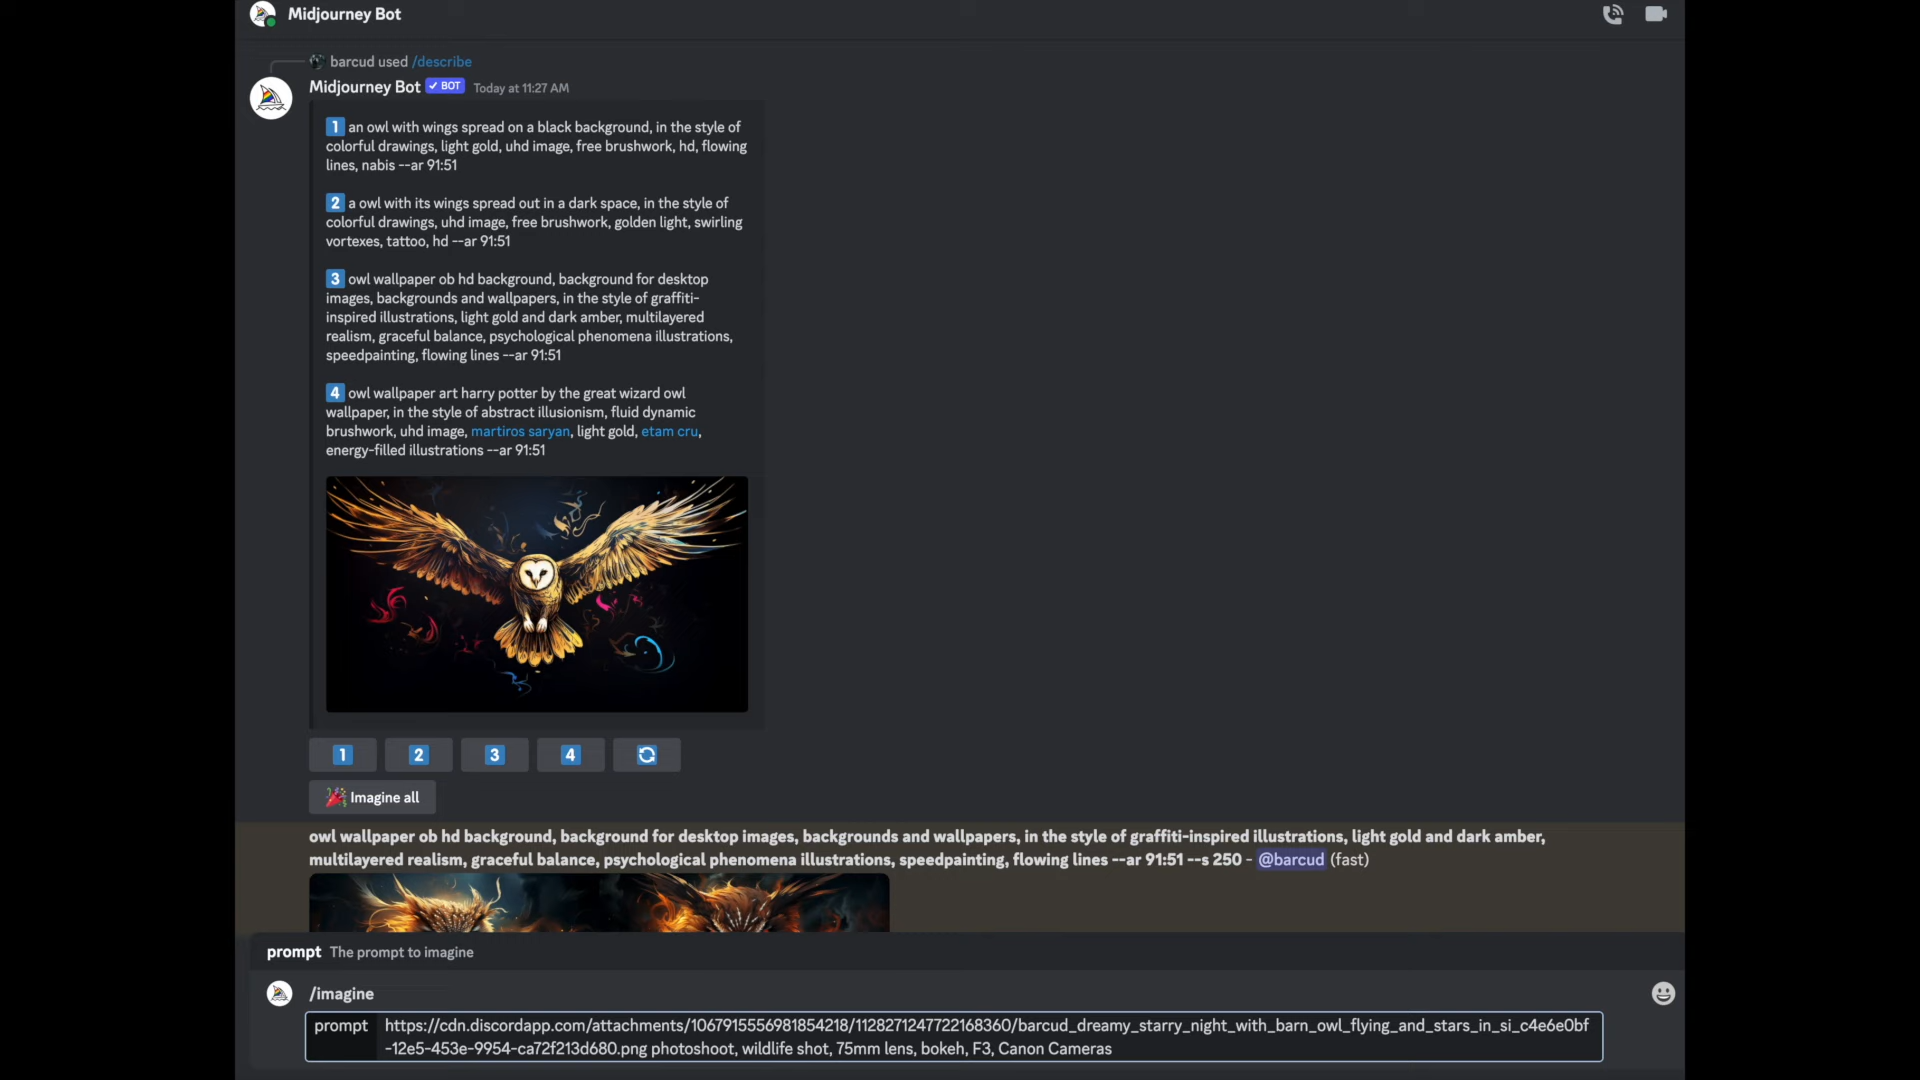 Midjourney Bot
barcud used /describe
Midjourney Bot ✓ BOT Today at 11:27 AM
1 an owl with wings spread on a black background, in the style of
colorful drawings, light gold, uhd image, free brushwork, hd, flowing
lines, nabis --ar 91:51
2 a owl with its wings spread out in a dark space, in the style of
colorful drawings, uhd image, free brushwork, golden light, swirling
vortexes, tattoo, hd --ar 91:51
3 owl wallpaper ob hd background, background for desktop
images, backgrounds and wallpapers, in the style of graffiti-
inspired illustrations, light gold and dark amber, multilayered
realism, graceful balance, psychological phenomena illustrations,
speedpainting, flowing lines --ar 91:51
4 owl wallpaper art harry potter by the great wizard owl
wallpaper, in the style of abstract illusionism, fluid dynamic
brushwork, uhd image, martiros saryan, light gold, etam cru,
energy-filled illustrations --ar 91:51
1 2 3 4
Imagine all
owl wallpaper ob hd background, background for desktop images, backgrounds and wallpapers, in the style of graffiti-inspired illustrations, light gold and dark amber,
multilayered realism, graceful balance, psychological phenomena illustrations, speedpainting, flowing lines --ar 91:51 --s 250 - @barcud (fast)
prompt The prompt to imagine
/imagine
prompt https://cdn.discordapp.com/attachments/1067915556981854218/1128271247722168360/barcud_dreamy_starry_night_with_barn_owl_flying_and_stars_in_si_c4e6e0bf
-12e5-453e-9954-ca72f213d680.png photoshoot, wildlife shot, 75mm lens, bokeh, F3, Canon Cameras